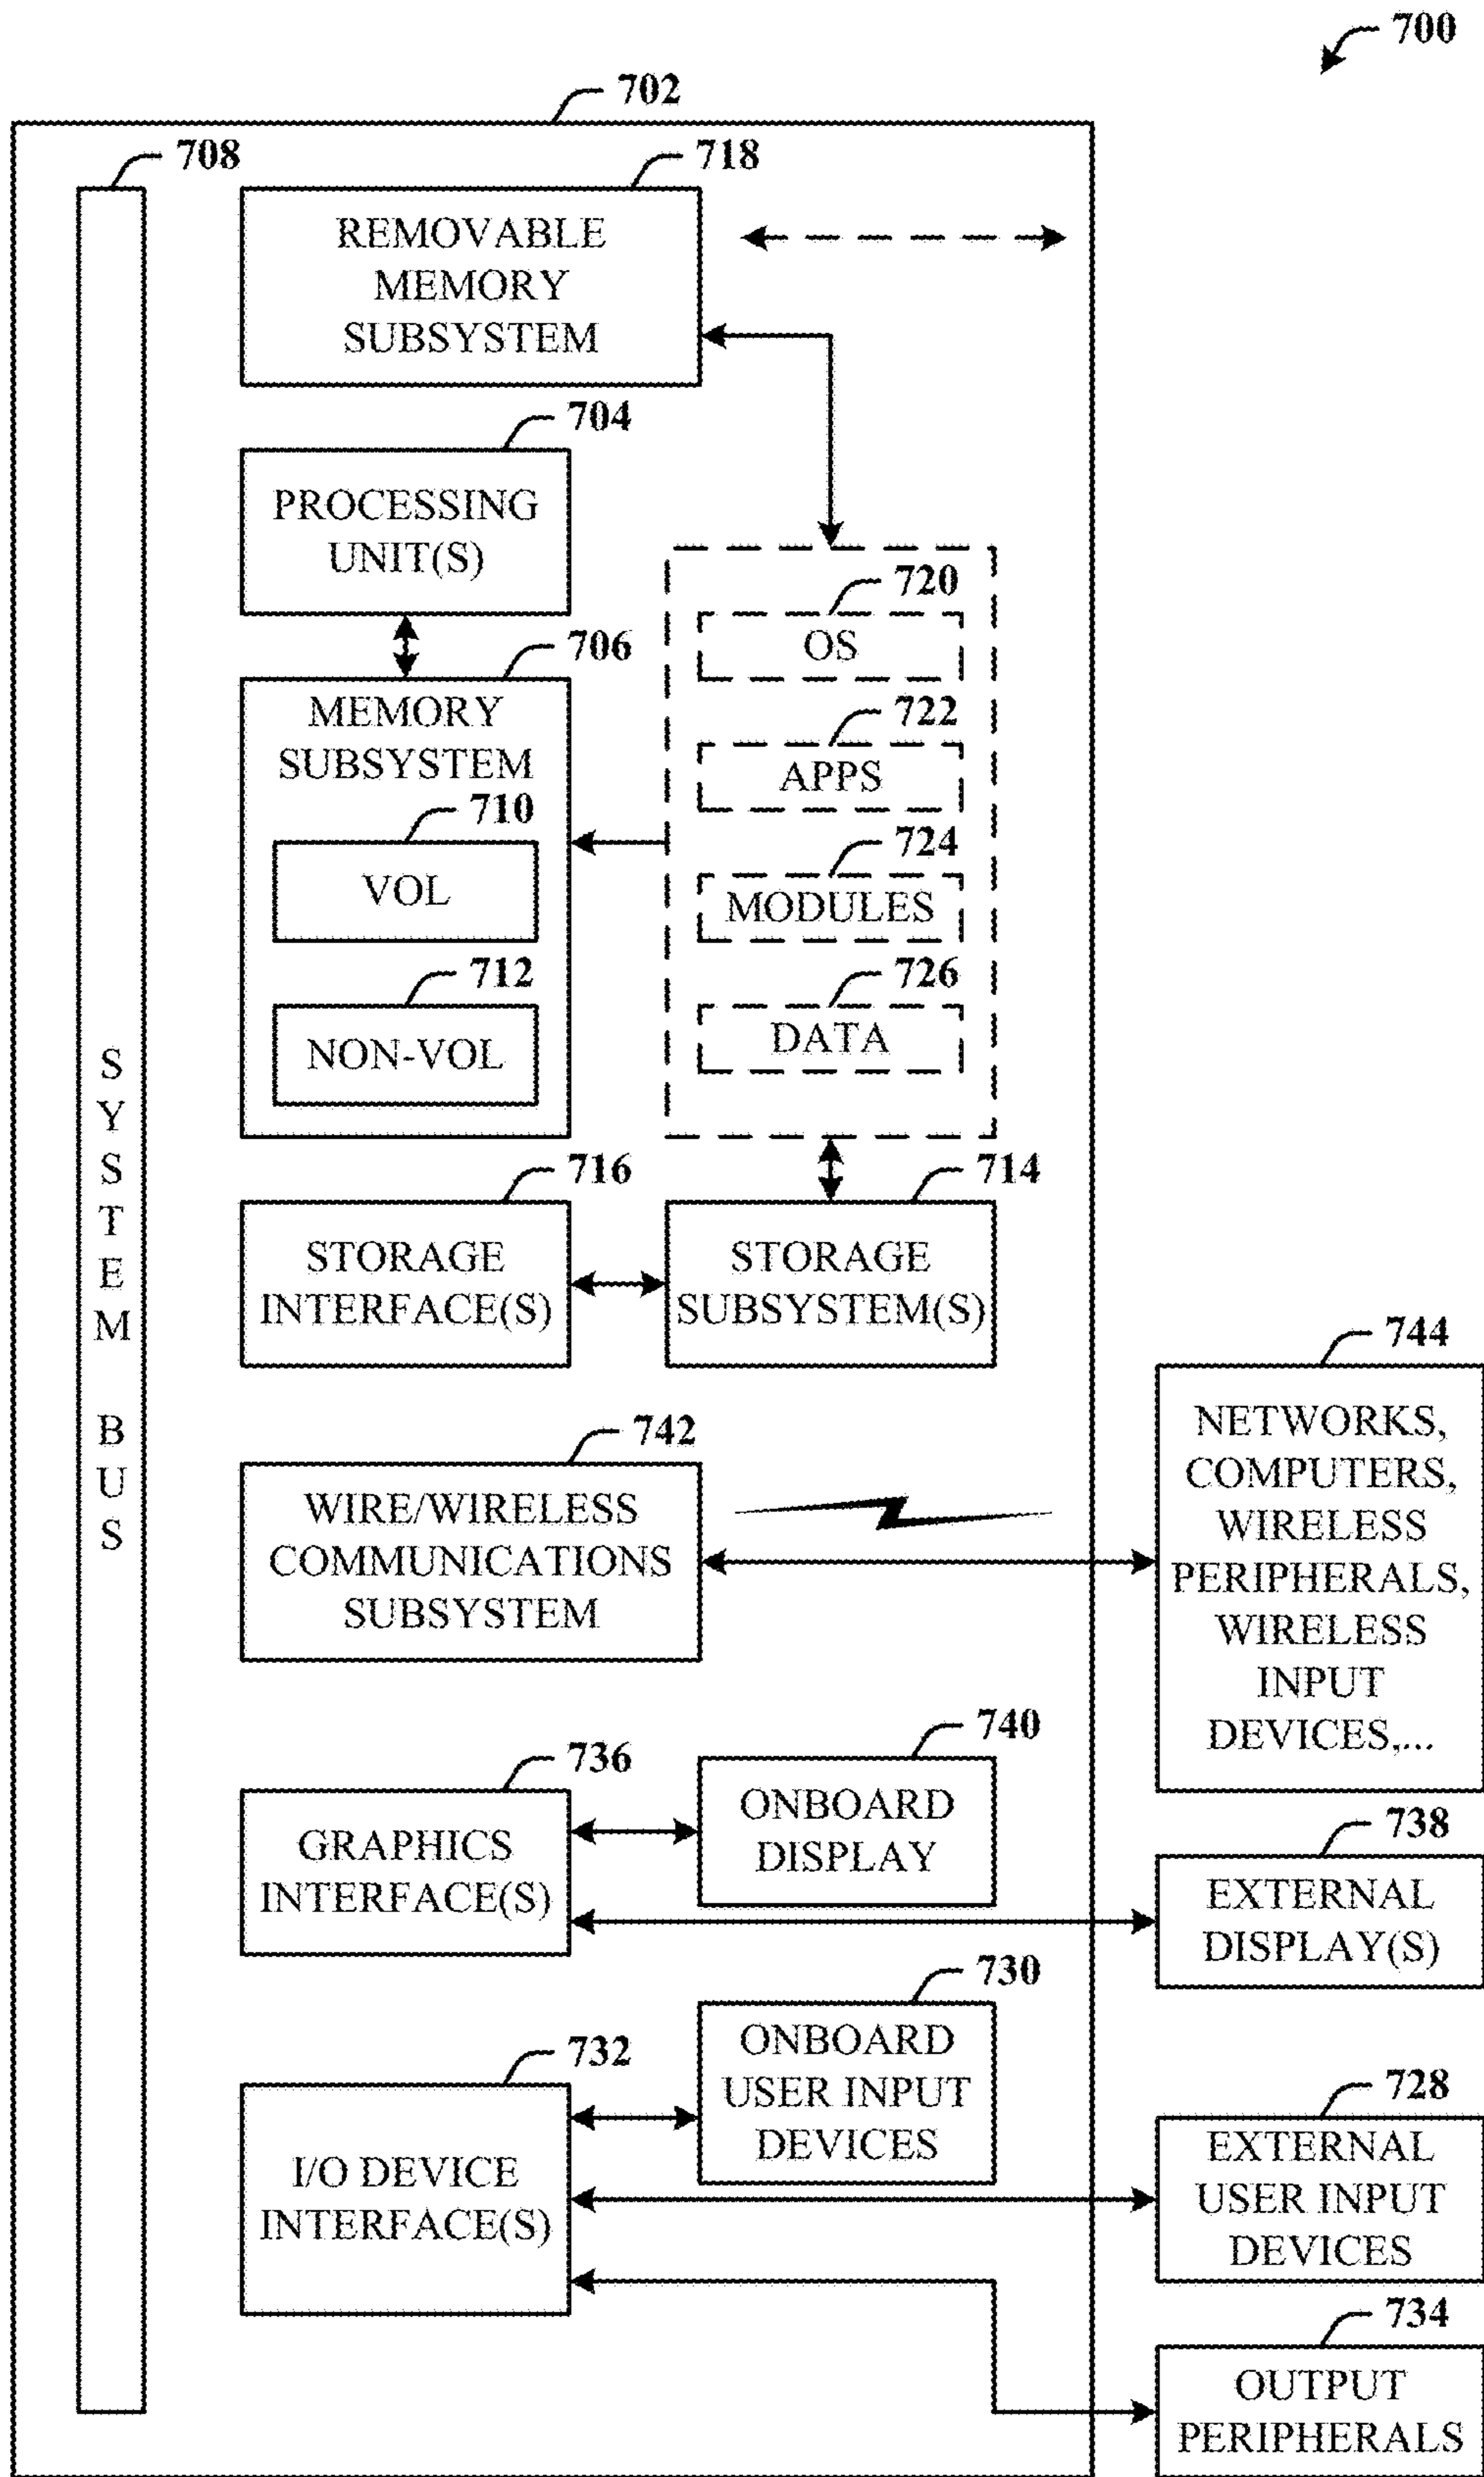 700
702
708
718
REMOVABLE
MEMORY
SUBSYSTEM
704
PROCESSING
UNIT(S)
706
MEMORY
SUBSYSTEM
710
VOL
712
NON-VOL
720
OS
722
APPS
724
MODULES
726
DATA
716
STORAGE
INTERFACE(S)
714
STORAGE
SUBSYSTEM(S)
SYSTEM BUS
742
WIRE/WIRELESS
COMMUNICATIONS
SUBSYSTEM
744
NETWORKS,
COMPUTERS,
WIRELESS
PERIPHERALS,
WIRELESS
INPUT
DEVICES,...
736
GRAPHICS
INTERFACE(S)
740
ONBOARD
DISPLAY
738
EXTERNAL
DISPLAY(S)
732
I/O DEVICE
INTERFACE(S)
730
ONBOARD
USER INPUT
DEVICES
728
EXTERNAL
USER INPUT
DEVICES
734
OUTPUT
PERIPHERALS